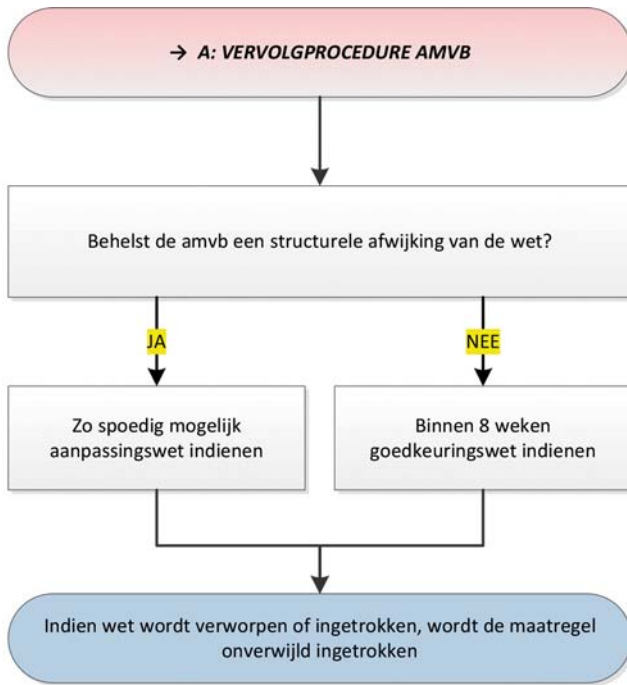 → A: VERVOLGPROCEDURE AMVB
Behelst de amvb een structurele afwijking van de wet?
JA
NEE
Zo spoedig mogelijk
aanpassingswet indienen
Binnen 8 weken
goedkeuringswet indienen
Indien wet wordt verworpen of ingetrokken, wordt de maatregel
onverwijld ingetrokken